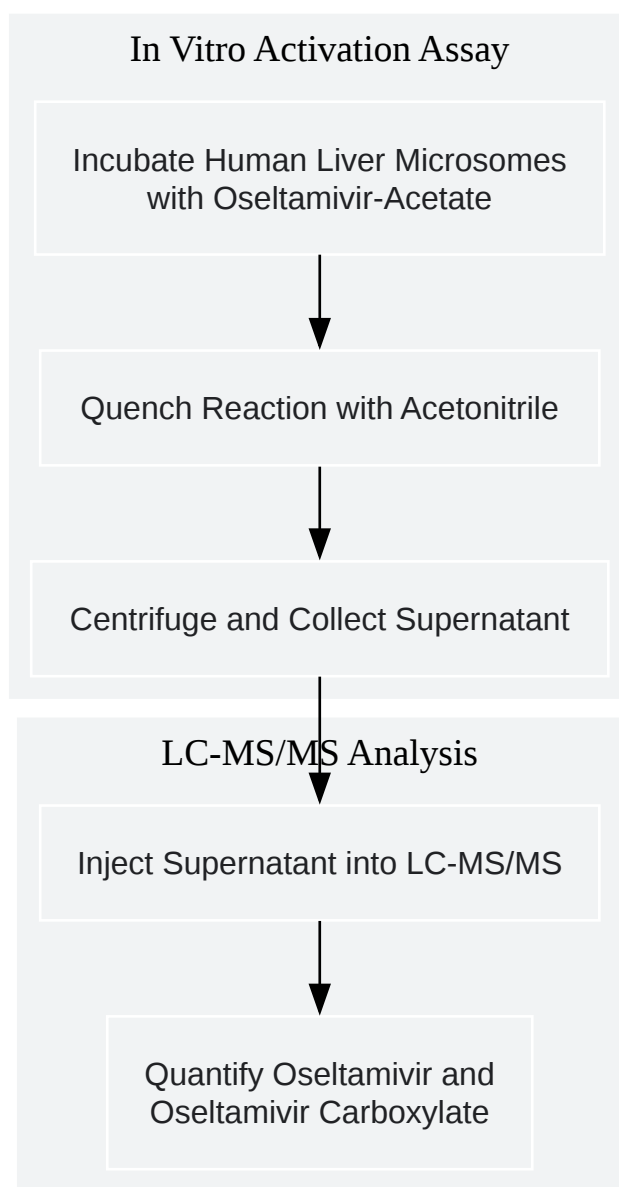 In Vitro Activation Assay
Incubate Human Liver Microsomes
with Oseltamivir-Acetate
Quench Reaction with Acetonitrile
Centrifuge and Collect Supernatant
LC-MS/MS Analysis
Inject Supernatant into LC-MS/MS
Quantify Oseltamivir and
Oseltamivir Carboxylate